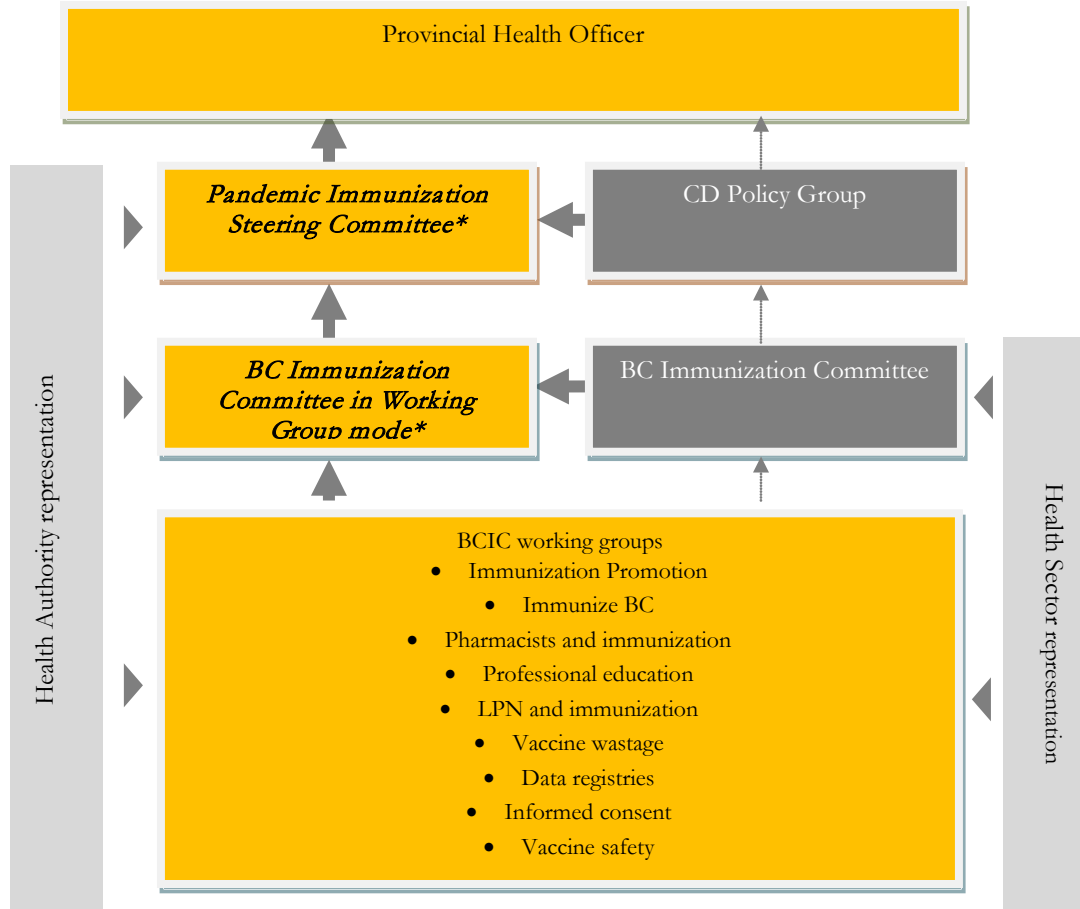 Provincial Health Officer
Pandemic Immunization
Steering Committee*
CD Policy Group
BC Immunization
Committee in Working
Group mode*
BC Immunization Committee
Health Authority representation
Health Sector representation
BCIC working groups
• Immunization Promotion
• Immunize BC
• Pharmacists and immunization
• Professional education
• LPN and immunization
• Vaccine wastage
• Data registries
• Informed consent
• Vaccine safety